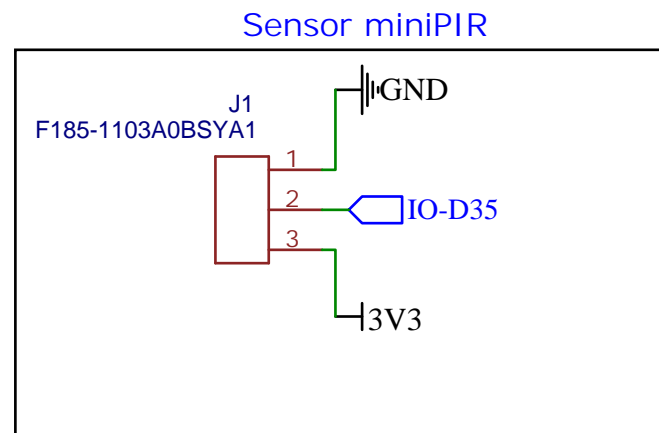 Sensor miniPIR
J1
F185-1103A0BSYA1
GND
1
2
IO-D35
3
3V3